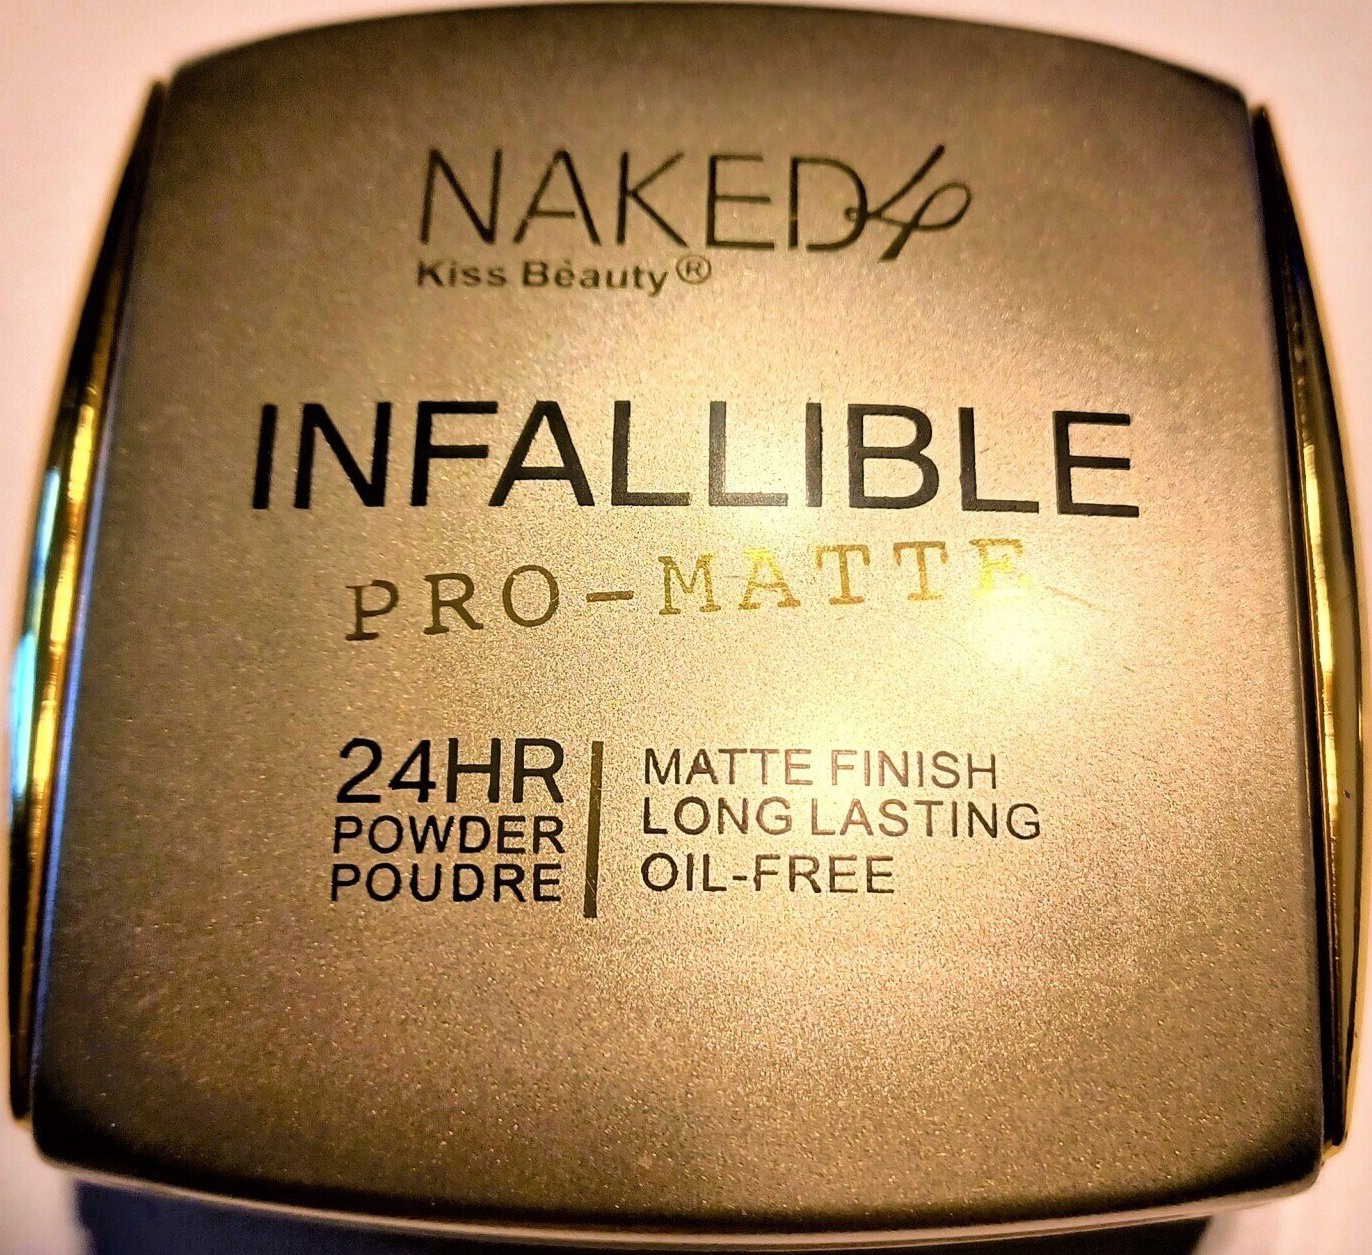 NAKED4
Kiss Beauty®
INFALLIBLE
PRO-MATTE
24HR
POWDER
POUDRE
MATTE FINISH
LONG LASTING
OIL-FREE